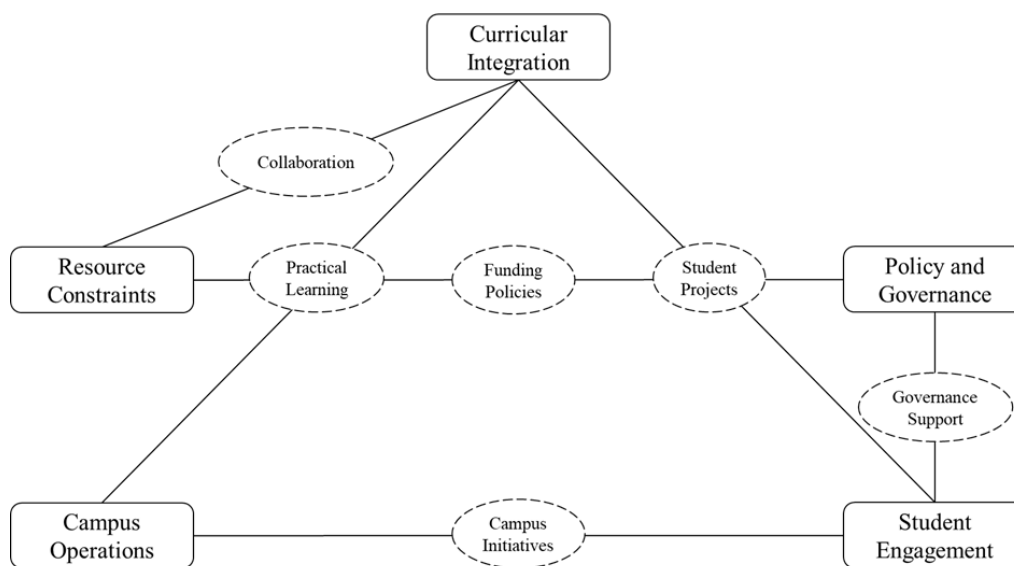 Curricular
Integration
Collaboration
Resource
Constraints
Practical
Learning
Funding
Policies
Student
Projects
Policy and
Governance
Governance
Support
Campus
Operations
Campus
Initiatives
Student
Engagement